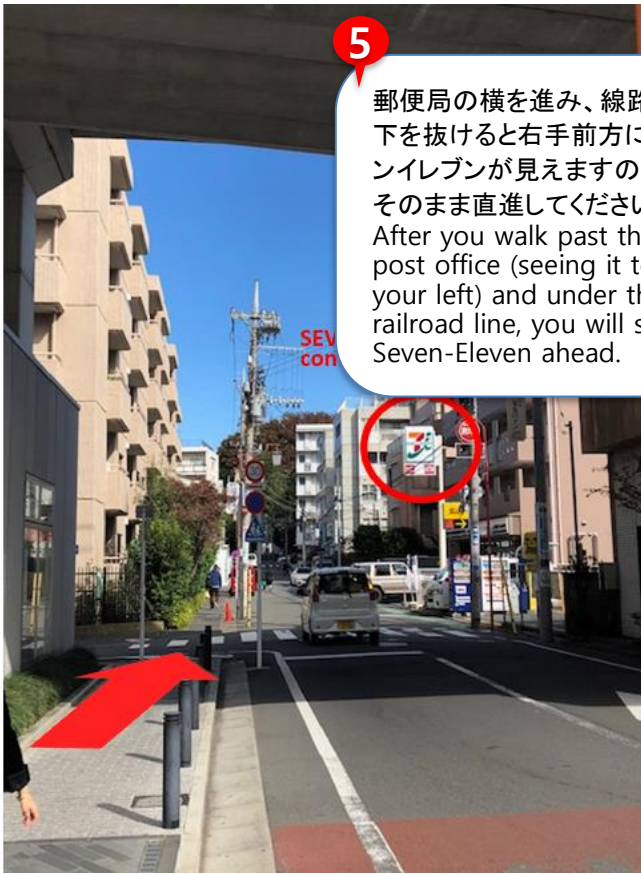 5
郵便局の横を進み、線路
下を抜けると右手前方に
ンイレブンが見えますの
そのまま直進してください
After you walk past th
post office (seeing it t
your left) and under th
railroad line, you will s
Seven-Eleven ahead.
SEV
con
7
30